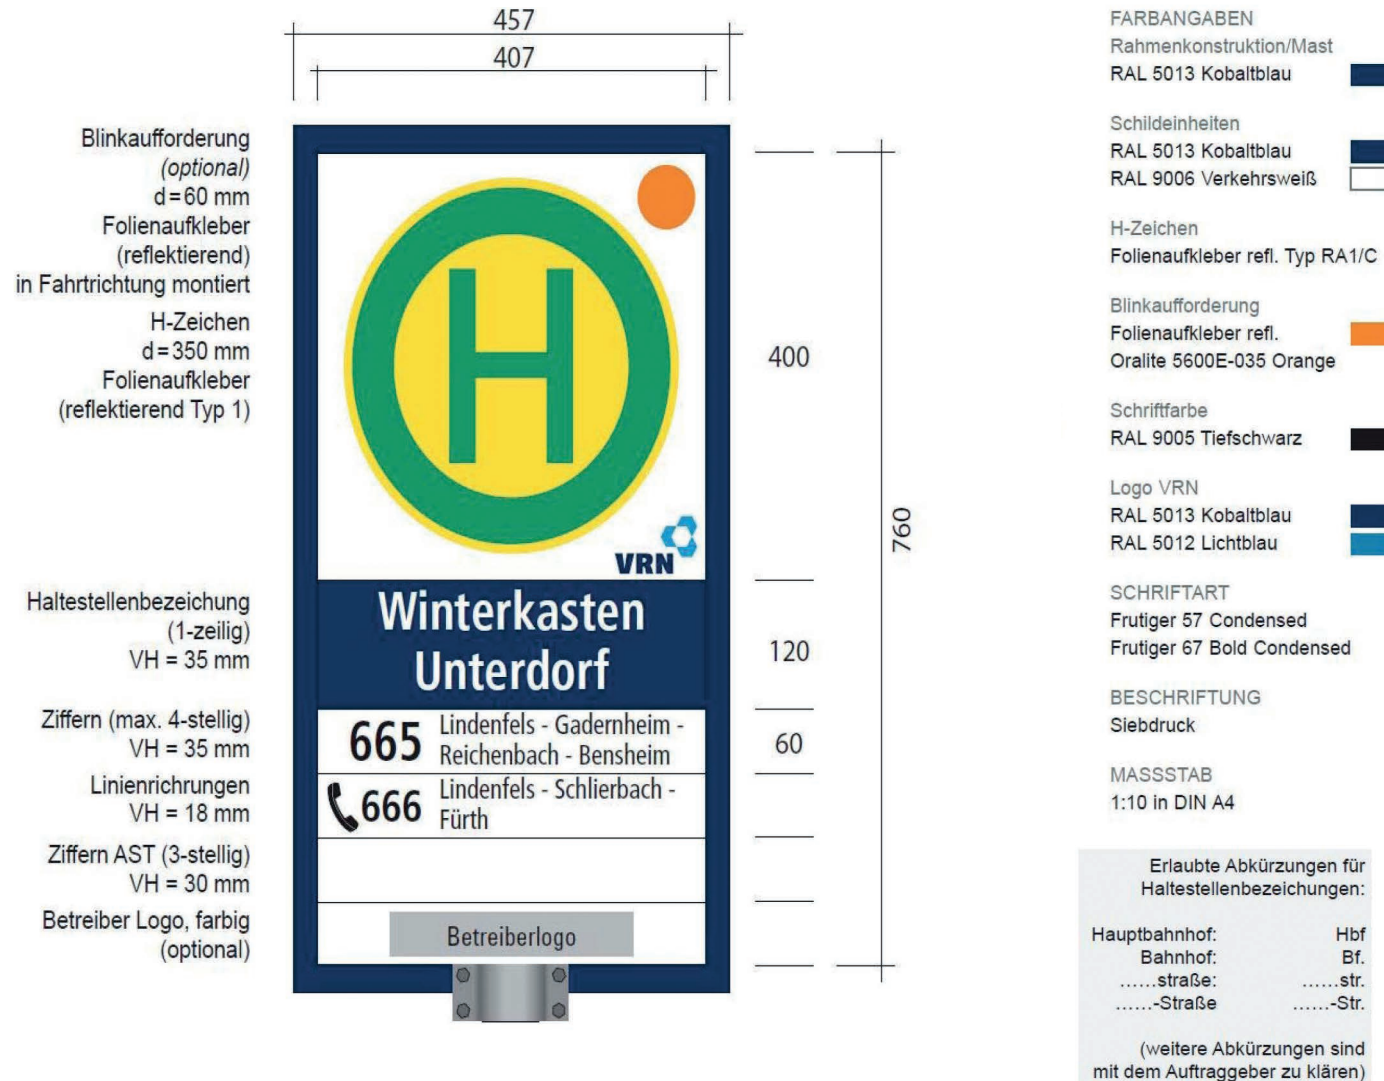 457
407
Blinkaufforderung
(optional)
d=60 mm
Folienaufkleber
(reflektierend)
in Fahrtrichtung montiert
H-Zeichen
d=350 mm
Folienaufkleber
(reflektierend Typ 1)
Haltestellenbezeichung
(1-zeilig)
VH = 35 mm
Ziffern (max. 4-stellig)
VH = 35 mm
Linienrichrungen
VH = 18 mm
Ziffern AST (3-stellig)
VH = 30 mm
Betreiber Logo, farbig
(optional)
H
VRN
Winterkasten
Unterdorf
665 Lindenfels - Gadernheim -
Reichenbach - Bensheim
666 Lindenfels - Schlierbach -
Fürth
Betreiberlogo
400
120
60
760
FARBANGABEN
Rahmenkonstruktion/Mast
RAL 5013 Kobaltblau
Schildeinheiten
RAL 5013 Kobaltblau
RAL 9006 Verkehrsweiß
H-Zeichen
Folienaufkleber refl. Typ RA1/C
Blinkaufforderung
Folienaufkleber refl.
Oralite 5600E-035 Orange
Schriftfarbe
RAL 9005 Tiefschwarz
Logo VRN
RAL 5013 Kobaltblau
RAL 5012 Lichtblau
SCHRIFTART
Frutiger 57 Condensed
Frutiger 67 Bold Condensed
BESCHRIFTUNG
Siebdruck
MASSSTAB
1:10 in DIN A4
Erlaubte Abkürzungen für
Haltestellenbezeichungen:
Hauptbahnhof: Hbf
Bahnhof: Bf.
......straße: ......str.
......-Straße ......-Str.
(weitere Abkürzungen sind
mit dem Auftraggeber zu klären)